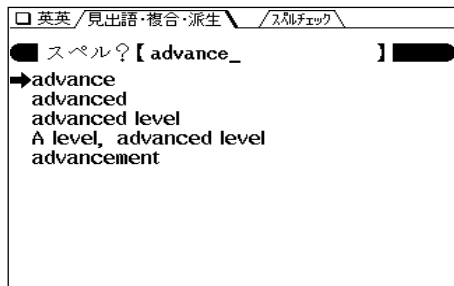 英英/見出語・複合・派生\ /スペルチェック\
スペル?【advance_ 】
➡advance
advanced
advanced level
A level, advanced level
advancement